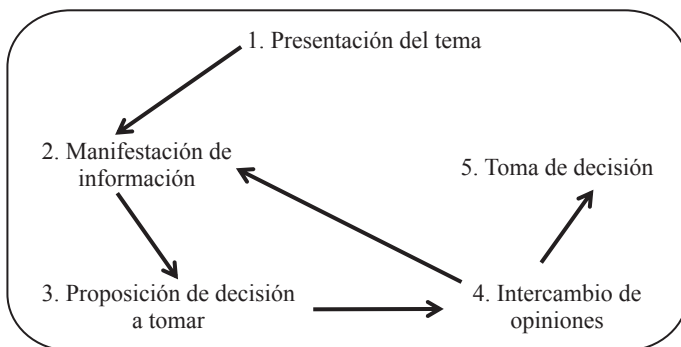 1. Presentación del tema
2. Manifestación de
información
5. Toma de decisión
3. Proposición de decisión
a tomar
4. Intercambio de
opiniones